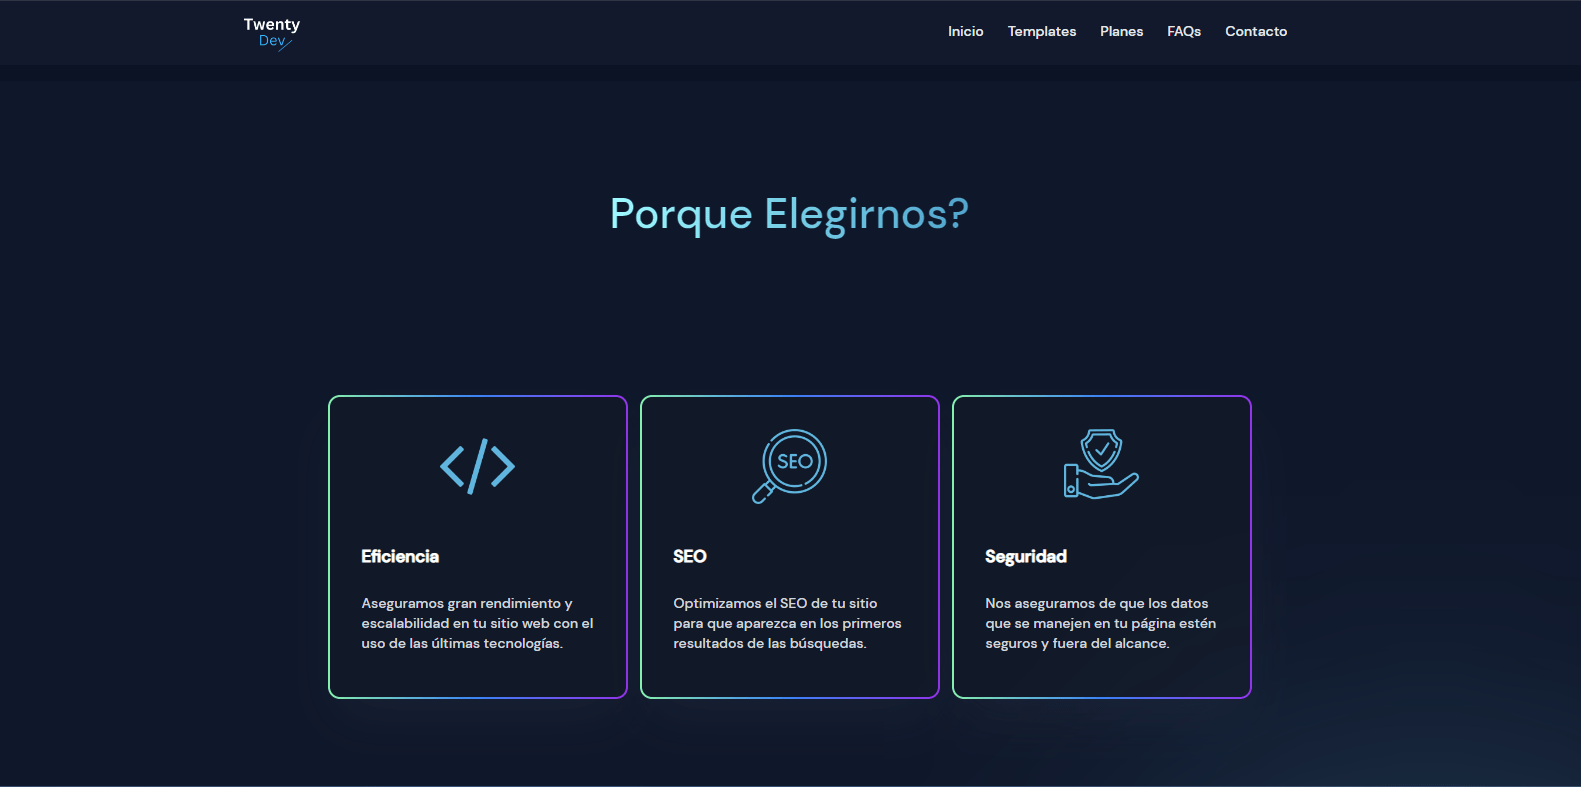 Twenty
Dev
Inicio Templates Planes FAQs Contacto
Porque Elegirnos?
SEO
Eficiencia
Aseguramos gran rendimiento y
escalabilidad en tu sitio web con el
uso de las últimas tecnologías.
SEO
Optimizamos el SEO de tu sitio
para que aparezca en los primeros
resultados de las búsquedas.
Seguridad
Nos aseguramos de que los datos
que se manejen en tu página estén
seguros y fuera del alcance.